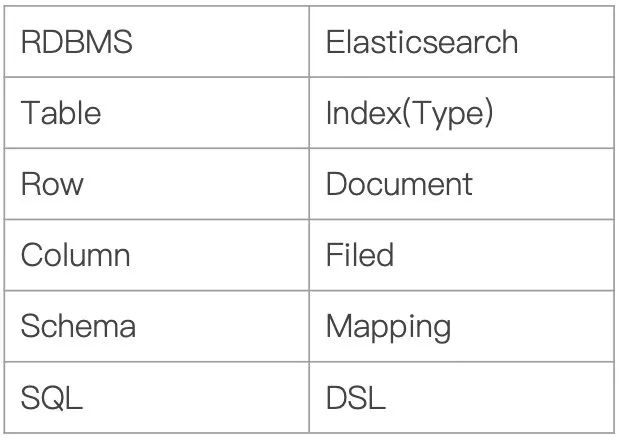 RDBMS Elasticsearch
Table Index(Type)
Row Document
Column Filed
Schema Mapping
SQL DSL